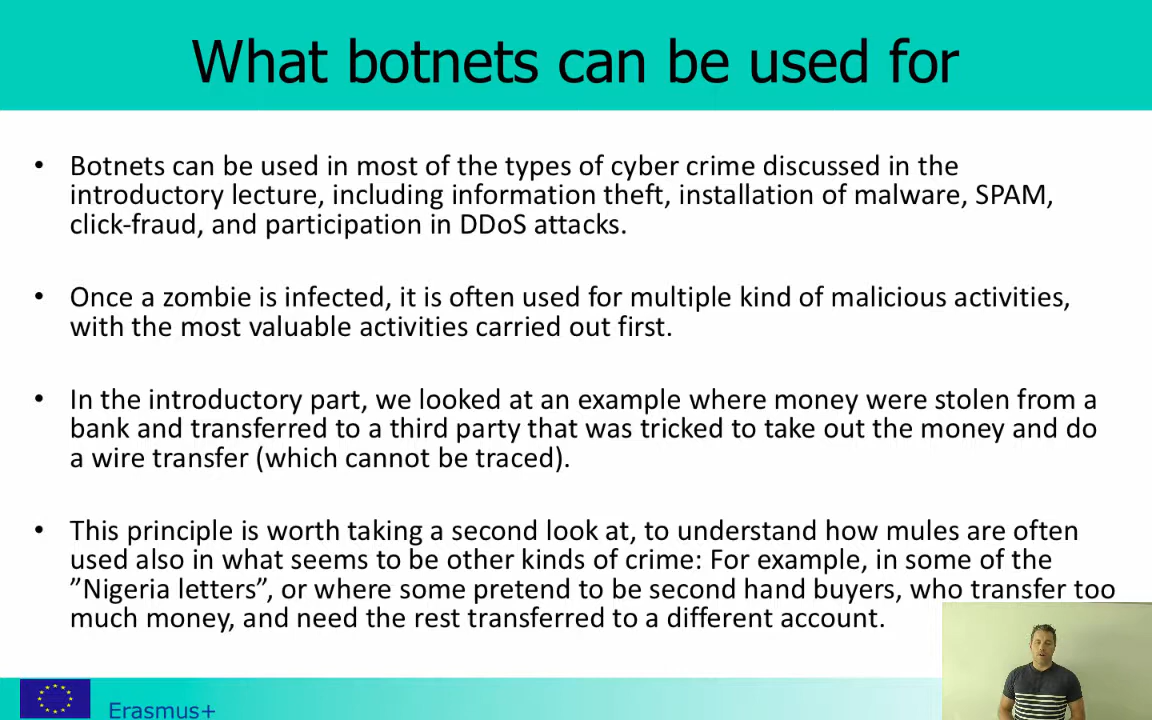 What botnets can be used for
• Botnets can be used in most of the types of cyber crime discussed in the
introductory lecture, including information theft, installation of malware, SPAM,
click-fraud, and participation in DDoS attacks.
• Once a zombie is infected, it is often used for multiple kind of malicious activities,
with the most valuable activities carried out first.
• In the introductory part, we looked at an example where money were stolen from a
bank and transferred to a third party that was tricked to take out the money and do
a wire transfer (which cannot be traced).
• This principle is worth taking a second look at, to understand how mules are often
used also in what seems to be other kinds of crime: For example, in some of the
”Nigeria letters”, or where some pretend to be second hand buyers, who transfer too
much money, and need the rest transferred to a different account.
Erasmus+